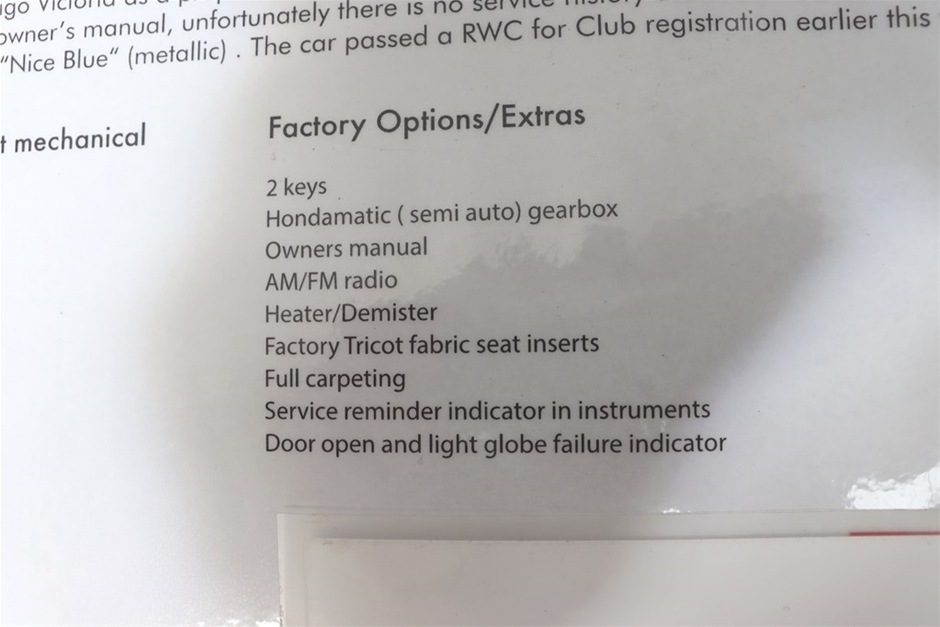 owner's manual, unfortunately there is no service
"Nice Blue" (metallic) . The car passed a RWC for Club registration earlier this
t mechanical
Factory Options/Extras
2 keys
Hondamatic ( semi auto) gearbox
Owners manual
AM/FM radio
Heater/Demister
Factory Tricot fabric seat inserts
Full carpeting
Service reminder indicator in instruments
Door open and light globe failure indicator